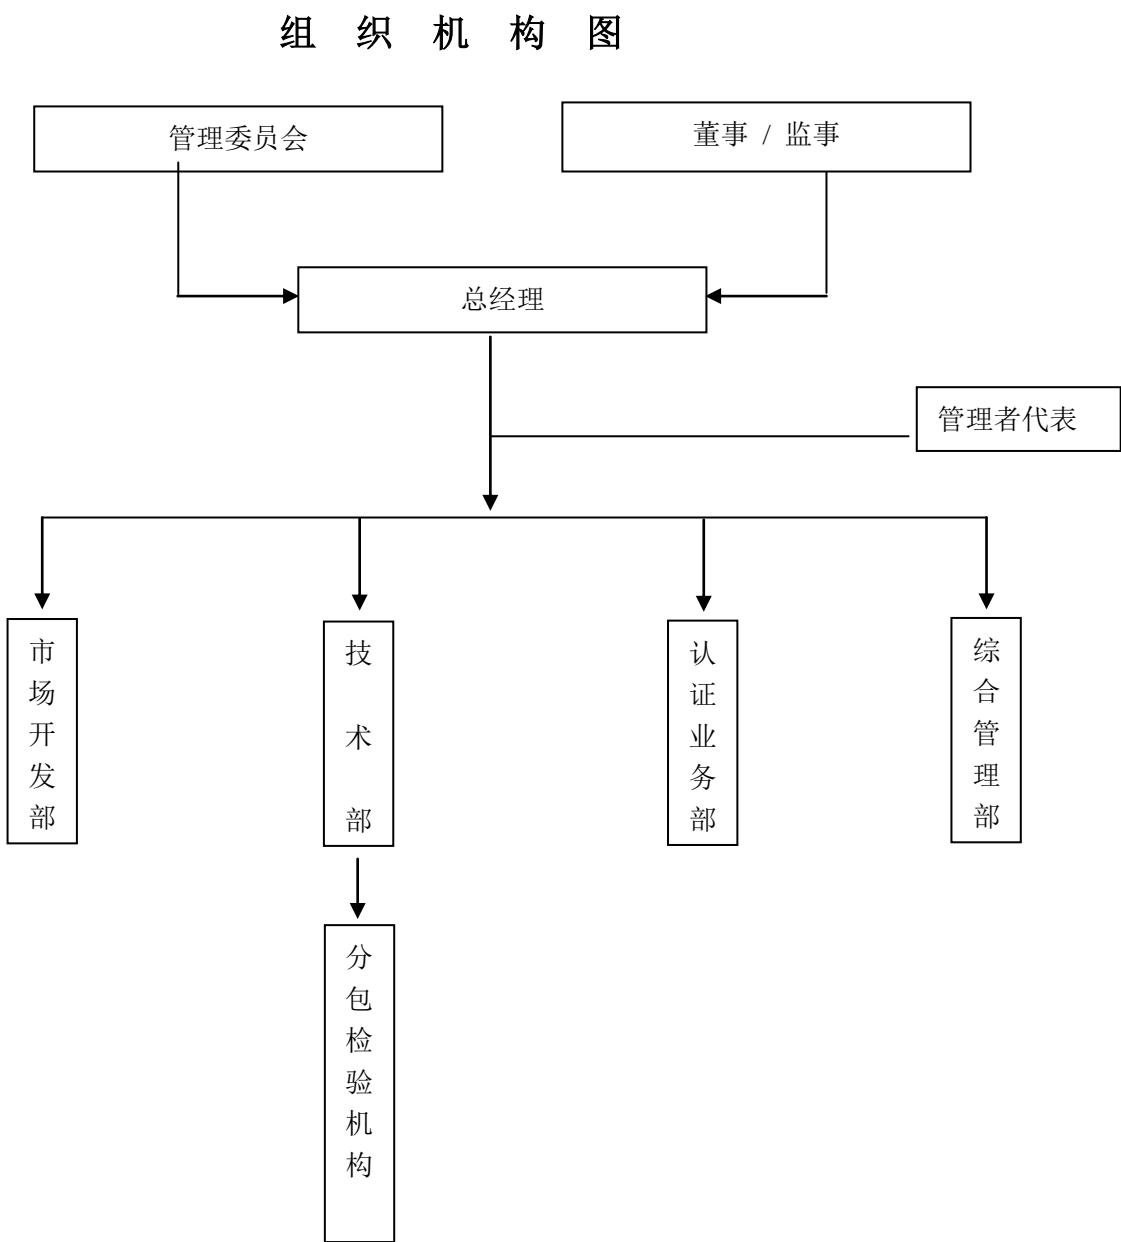 组 织 机 构 图
管理委员会
董事 / 监事
总经理
管理者代表
市场开发部
技术部
认证业务部
综合管理部
分包检验机构